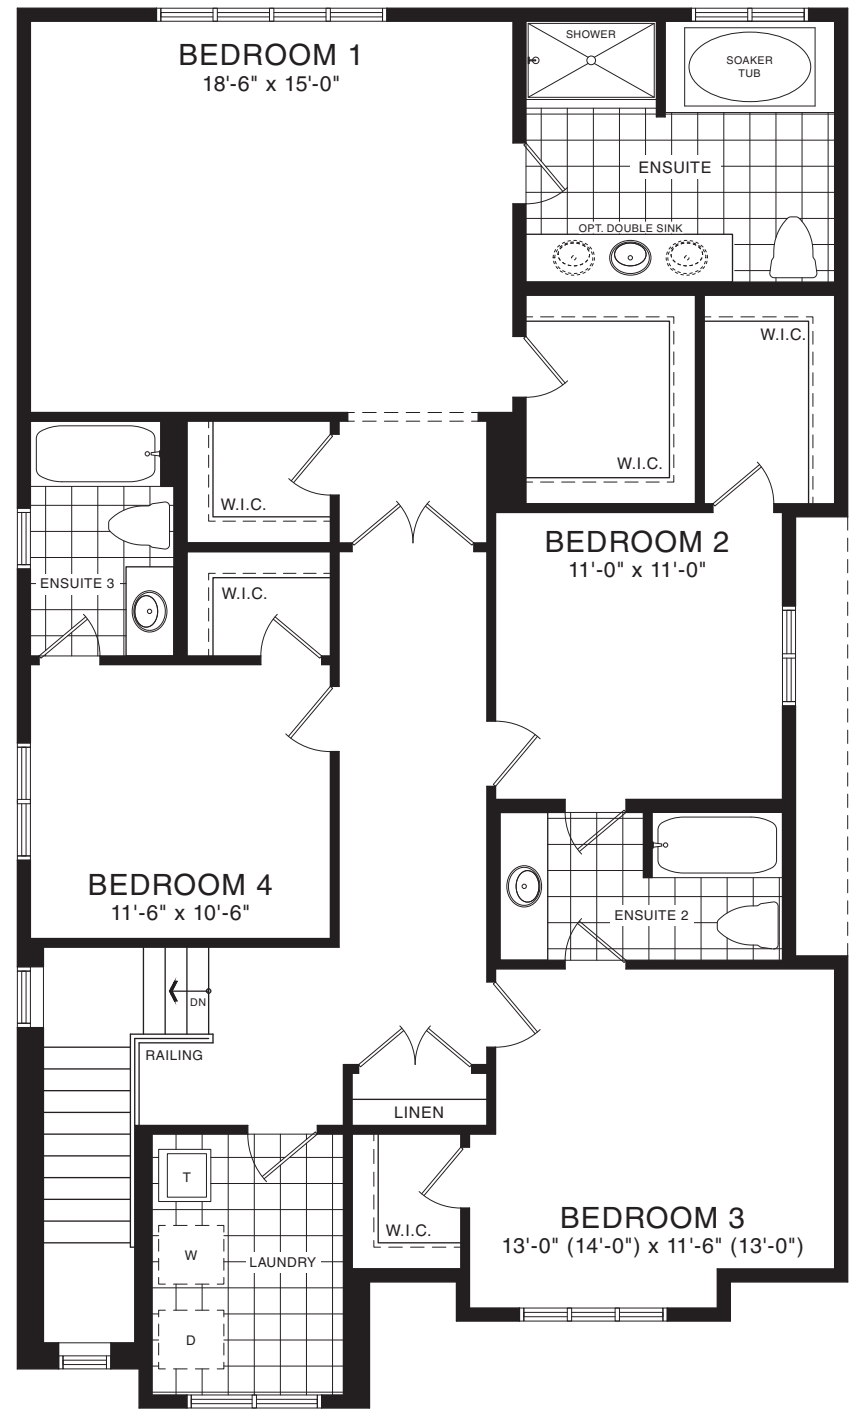 BEDROOM 1
18'-6" x 15'-0"
SHOWER
SOAKER
TUB
ENSUITE
OPT. DOUBLE SINK
W.I.C.
W.I.C.
W.I.C.
BEDROOM 2
11'-0" x 11'-0"
ENSUITE 3
W.I.C.
BEDROOM 4
11'-6" x 10'-6"
ENSUITE 2
DN
RAILING
LINEN
T
W
LAUNDRY
D
W.I.C.
BEDROOM 3
13'-0" (14'-0") x 11'-6" (13'-0")